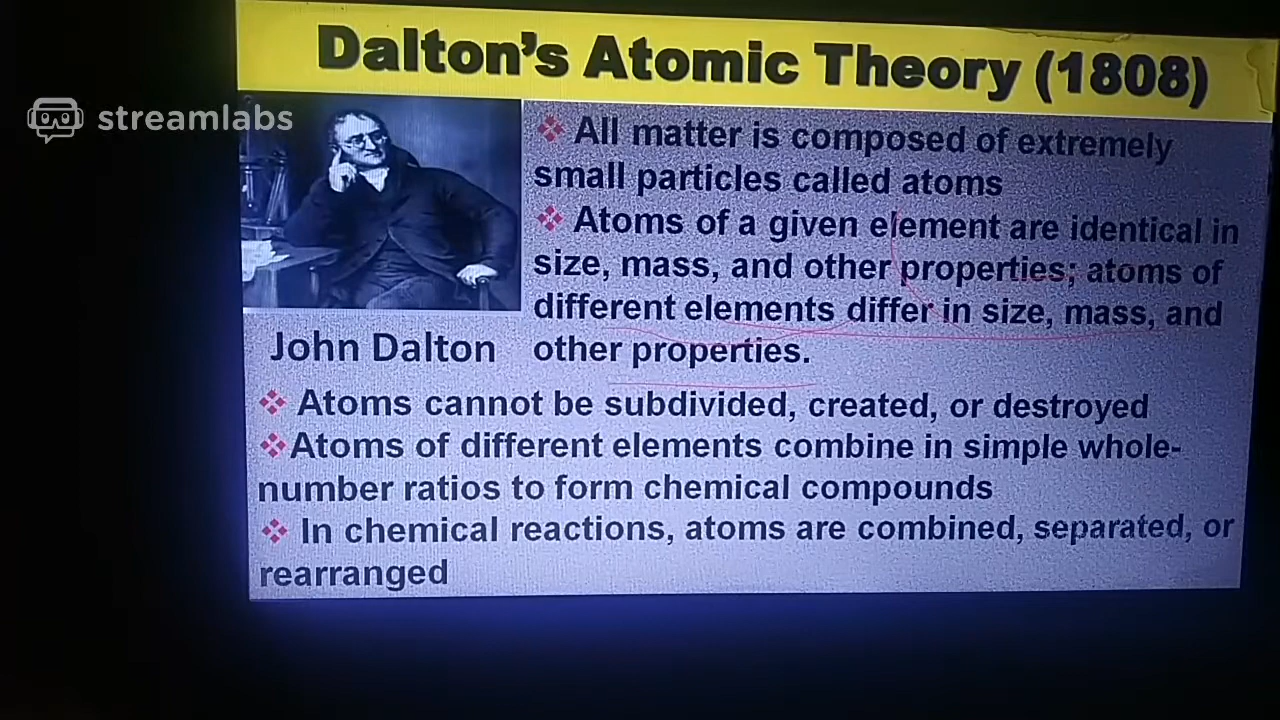 Dalton's Atomic Theory (1808)
streamlabs
❖ All matter is composed of extremely
small particles called atoms
❖ Atoms of a given element are identical in
size, mass, and other properties; atoms of
different elements differ in size, mass, and
other properties.
John Dalton
❖ Atoms cannot be subdivided, created, or destroyed
❖Atoms of different elements combine in simple whole-
number ratios to form chemical compounds
❖ In chemical reactions, atoms are combined, separated, or
rearranged